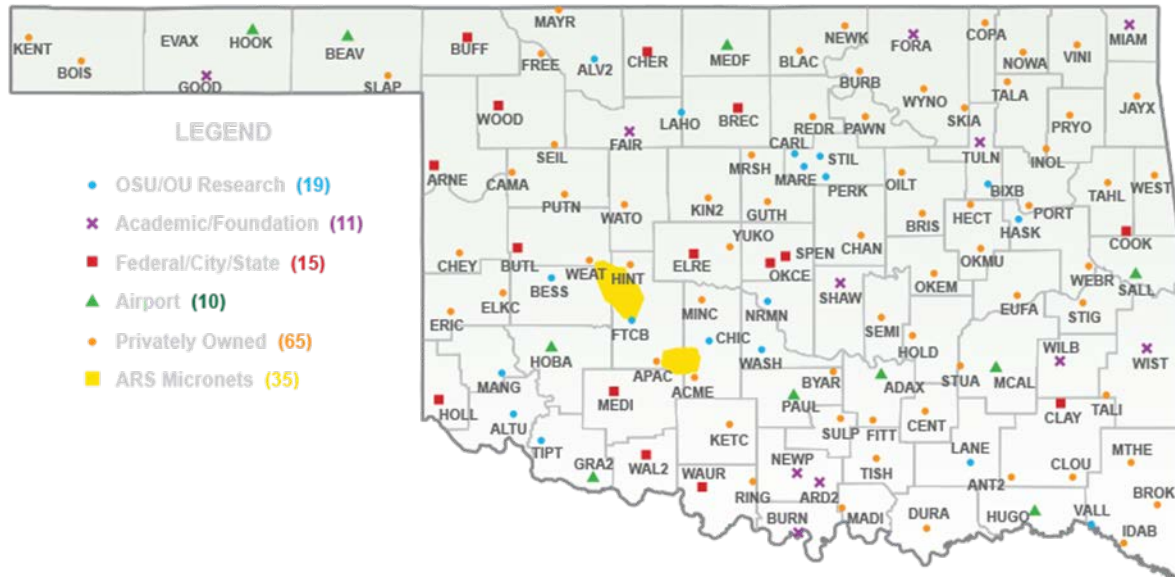 MAYR
KENT
EVAX
HOOK
BEAV
BUFF
FREE
ALV2
CHER
MEDF
BLAC
NEWK
FORA
COPA
NOWA
VINI
MIAM
BOIS
GOOD
SLAP
BURB
WYNO
TALA
JAYX
WOOD
LAHO
BREC
REDR
PAWN
SKIA
PRYO
LEGEND
FAIR
SEIL
CARL
STIL
MRSH
MARE
PERK
OILT
TULN
INOL
ARNE
CAMA
PUTN
WATO
KIN2
GUTH
BIXB
TAHL
WEST
OSU/OU Research (19)
Academic/Foundation (11)
BRIS
HECT
PORT
HASK
COOK
YUKO
SPEN
CHAN
CHEY
BUTL
WEAT
HINT
ELRE
OKCE
OKMU
WEBR
SALL
Federal/City/State (15)
BESS
ELKC
SHAW
OKEM
EUFA
STIG
Airport (10)
ERIC
FTCB
MINC
NRMN
SEMI
HOLD
WILB
WIST
Privately Owned (65)
HOBA
CHIC
WASH
APAC
ACME
BYAR
ADAX
STUA
MCAL
ARS Micronets (35)
MANG
HOLL
MEDI
PAUL
CLAY
TALI
ALTU
KETC
SULP
FITT
CENT
TIPT
GRA2
WAL2
WAUR
NEWP
TISH
LANE
CLOU
MTHE
RING
ARD2
ANT2
BROK
BURN
MADI
DURA
HUGO
VALL
IDAB